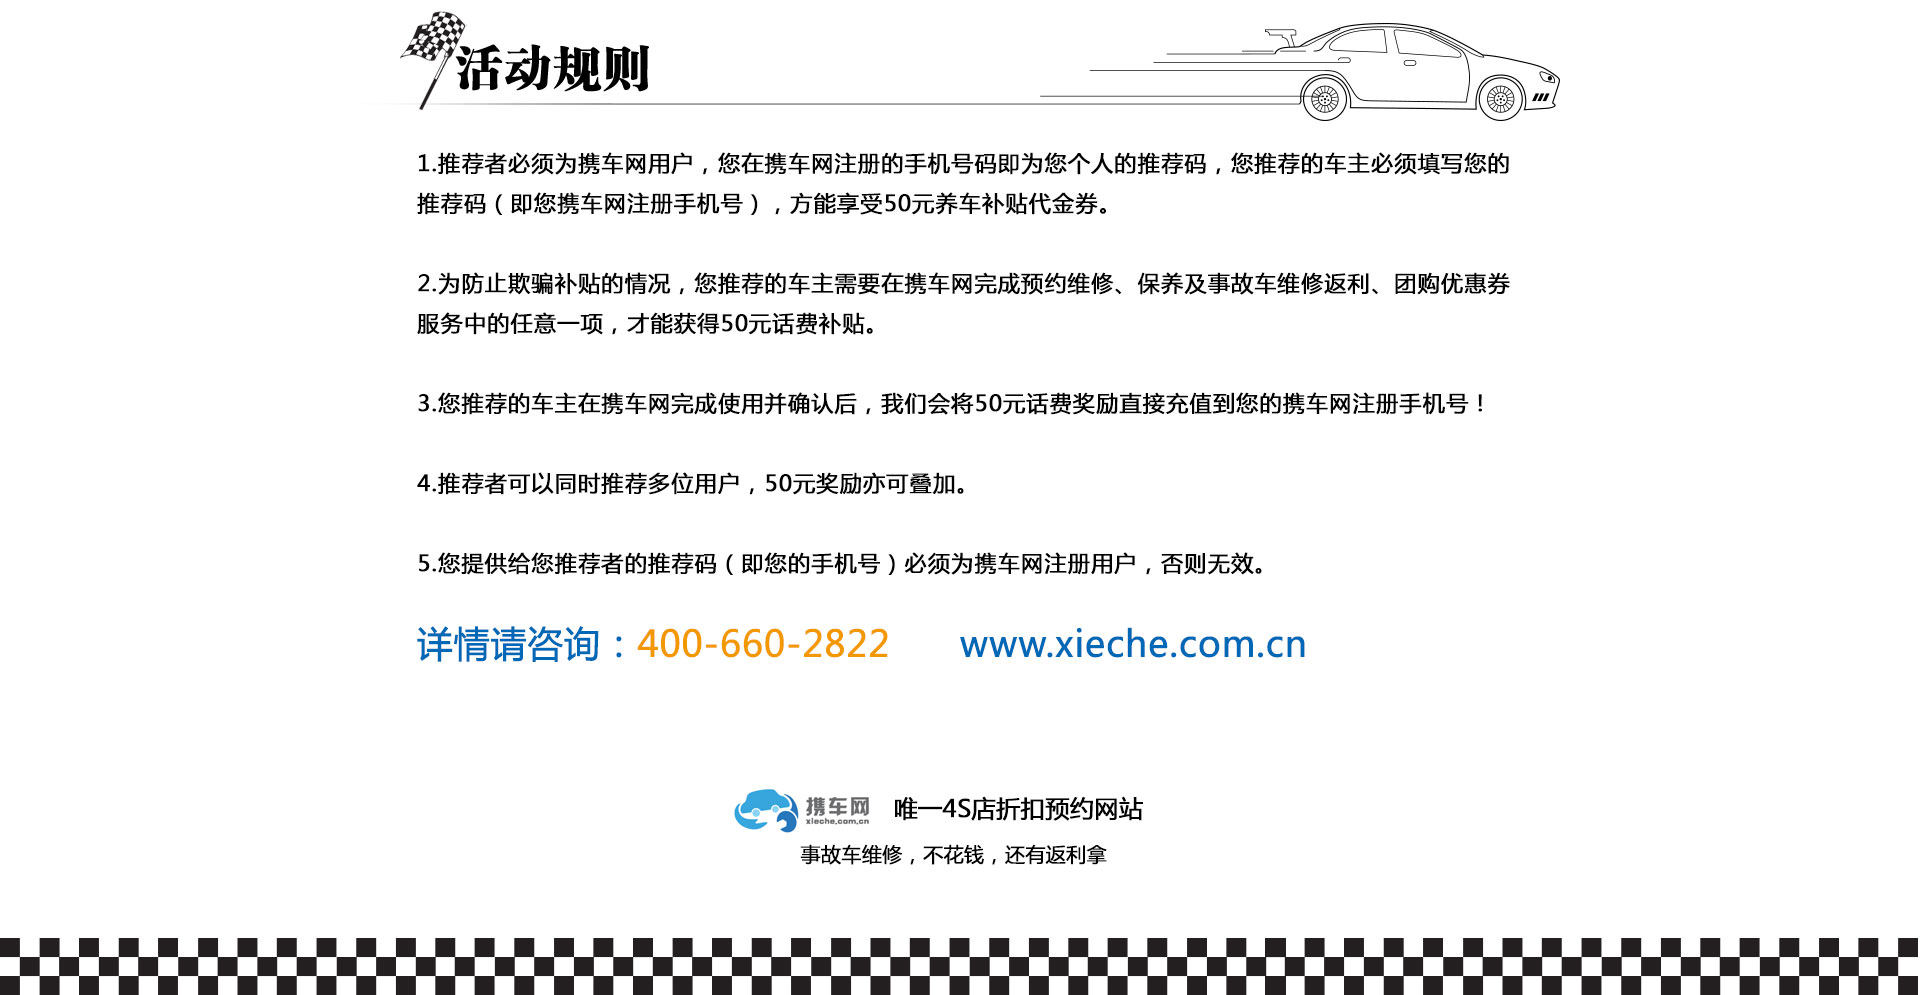 活动规则
1.推荐者必须为携车网用户，您在携车网注册的手机号码即为您个人的推荐码，您推荐的车主必须填写您的
推荐码（即您携车网注册手机号），方能享受50元养车补贴代金券。
2.为防止欺骗补贴的情况，您推荐的车主需要在携车网完成预约维修、保养及事故车维修返利、团购优惠券
服务中的任意一项，才能获得50元话费补贴。
3.您推荐的车主在携车网完成使用并确认后，我们会将50元话费奖励直接充值到您的携车网注册手机号！
4.推荐者可以同时推荐多位用户，50元奖励亦可叠加。
5.您提供给您推荐者的推荐码（即您的手机号）必须为携车网注册用户，否则无效。
详情请咨询：400-660-2822 www.xieche.com.cn
携车网 唯一4S店折扣预约网站
xieche.com.cn
事故车维修，不花钱，还有返利拿